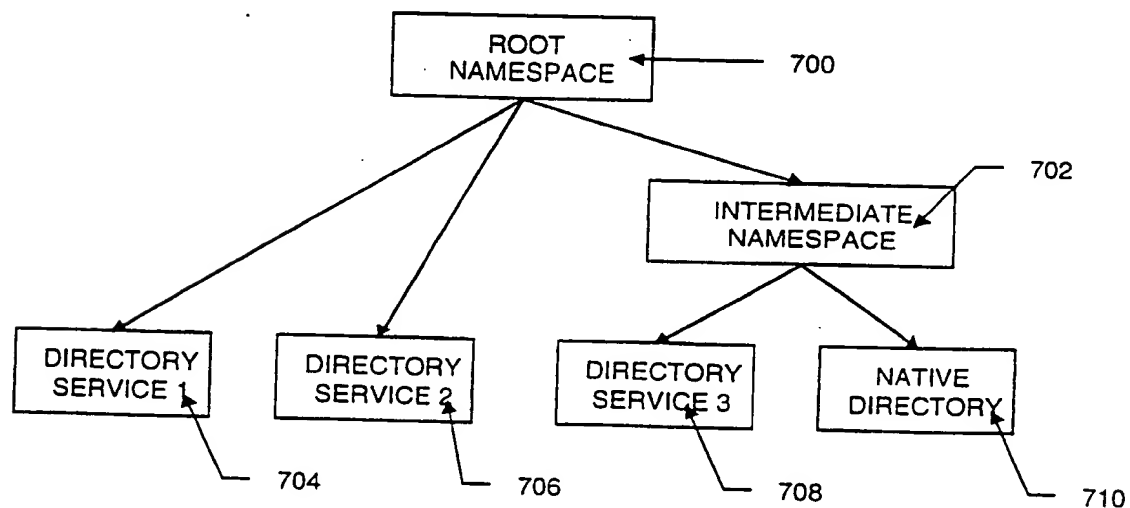 ROOT
NAMESPACE
700
702
INTERMEDIATE
NAMESPACE
DIRECTORY
SERVICE 1
DIRECTORY
SERVICE 2
DIRECTORY
SERVICE 3
NATIVE
DIRECTORY
704
706
708
710